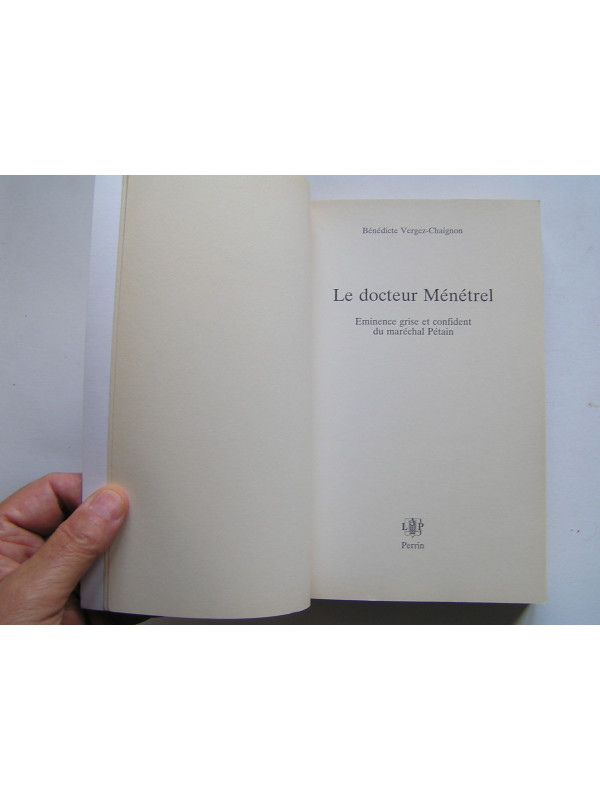 Bénédicte Vergez-Chaignon
Le docteur Ménétrel
Eminence grise et confident
du maréchal Pétain
L P
Perrin